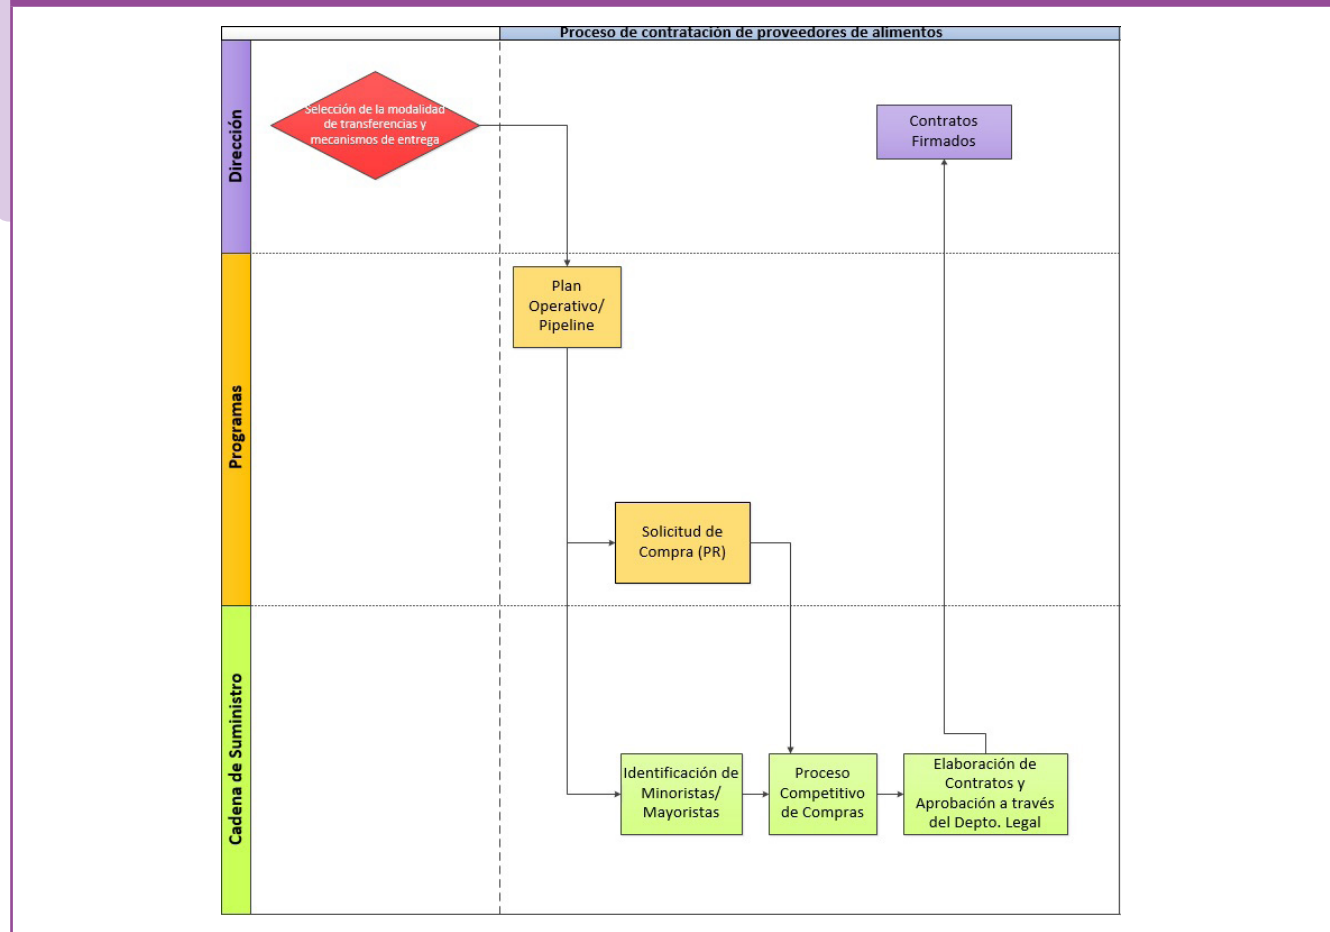 Proceso de contratación de proveedores de alimentos
Dirección
Selección de la modalidad
de transferencias y
mecanismos de entrega
Contratos
Firmados
Programas
Plan
Operativo/
Pipeline
Solicitud de
Compra (PR)
Cadena de Suministro
Identificación de
Minoristas/
Mayoristas
Proceso
Competitivo
de Compras
Elaboración de
Contratos y
Aprobación a través
del Depto. Legal